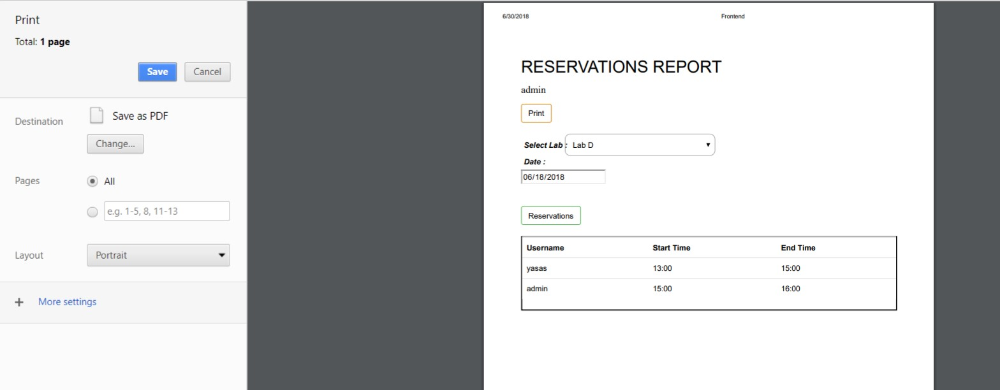 Print
Total: 1 page
Save Cancel
Destination Save as PDF
Change...
Pages All
e.g. 1-5, 8, 11-13
Layout Portrait
+ More settings
6/30/2018 Frontend
RESERVATIONS REPORT
admin
Print
Select Lab : Lab D
Date :
06/18/2018
Reservations
Username Start Time End Time
yasas 13:00 15:00
admin 15:00 16:00